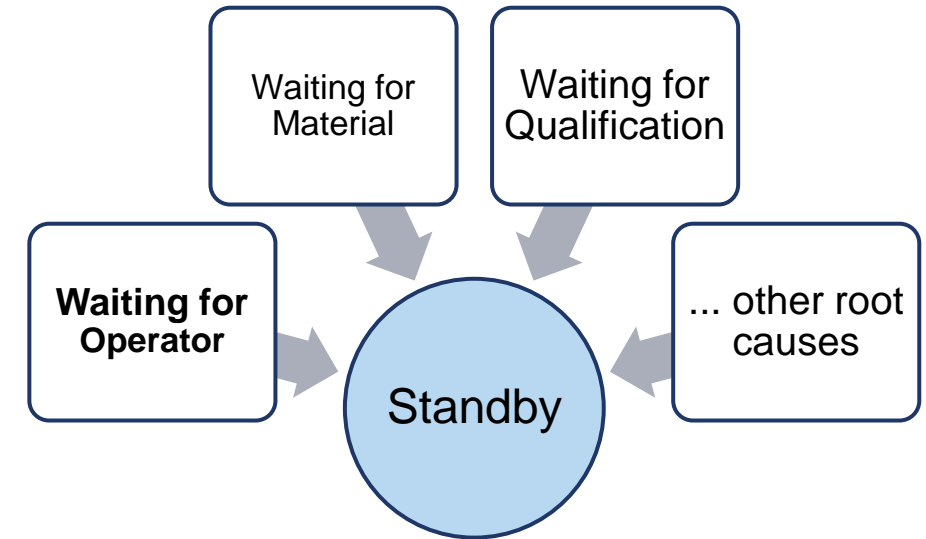 Waiting for
Material
Waiting for
Qualification
Waiting for
Operator
... other root
causes
Standby